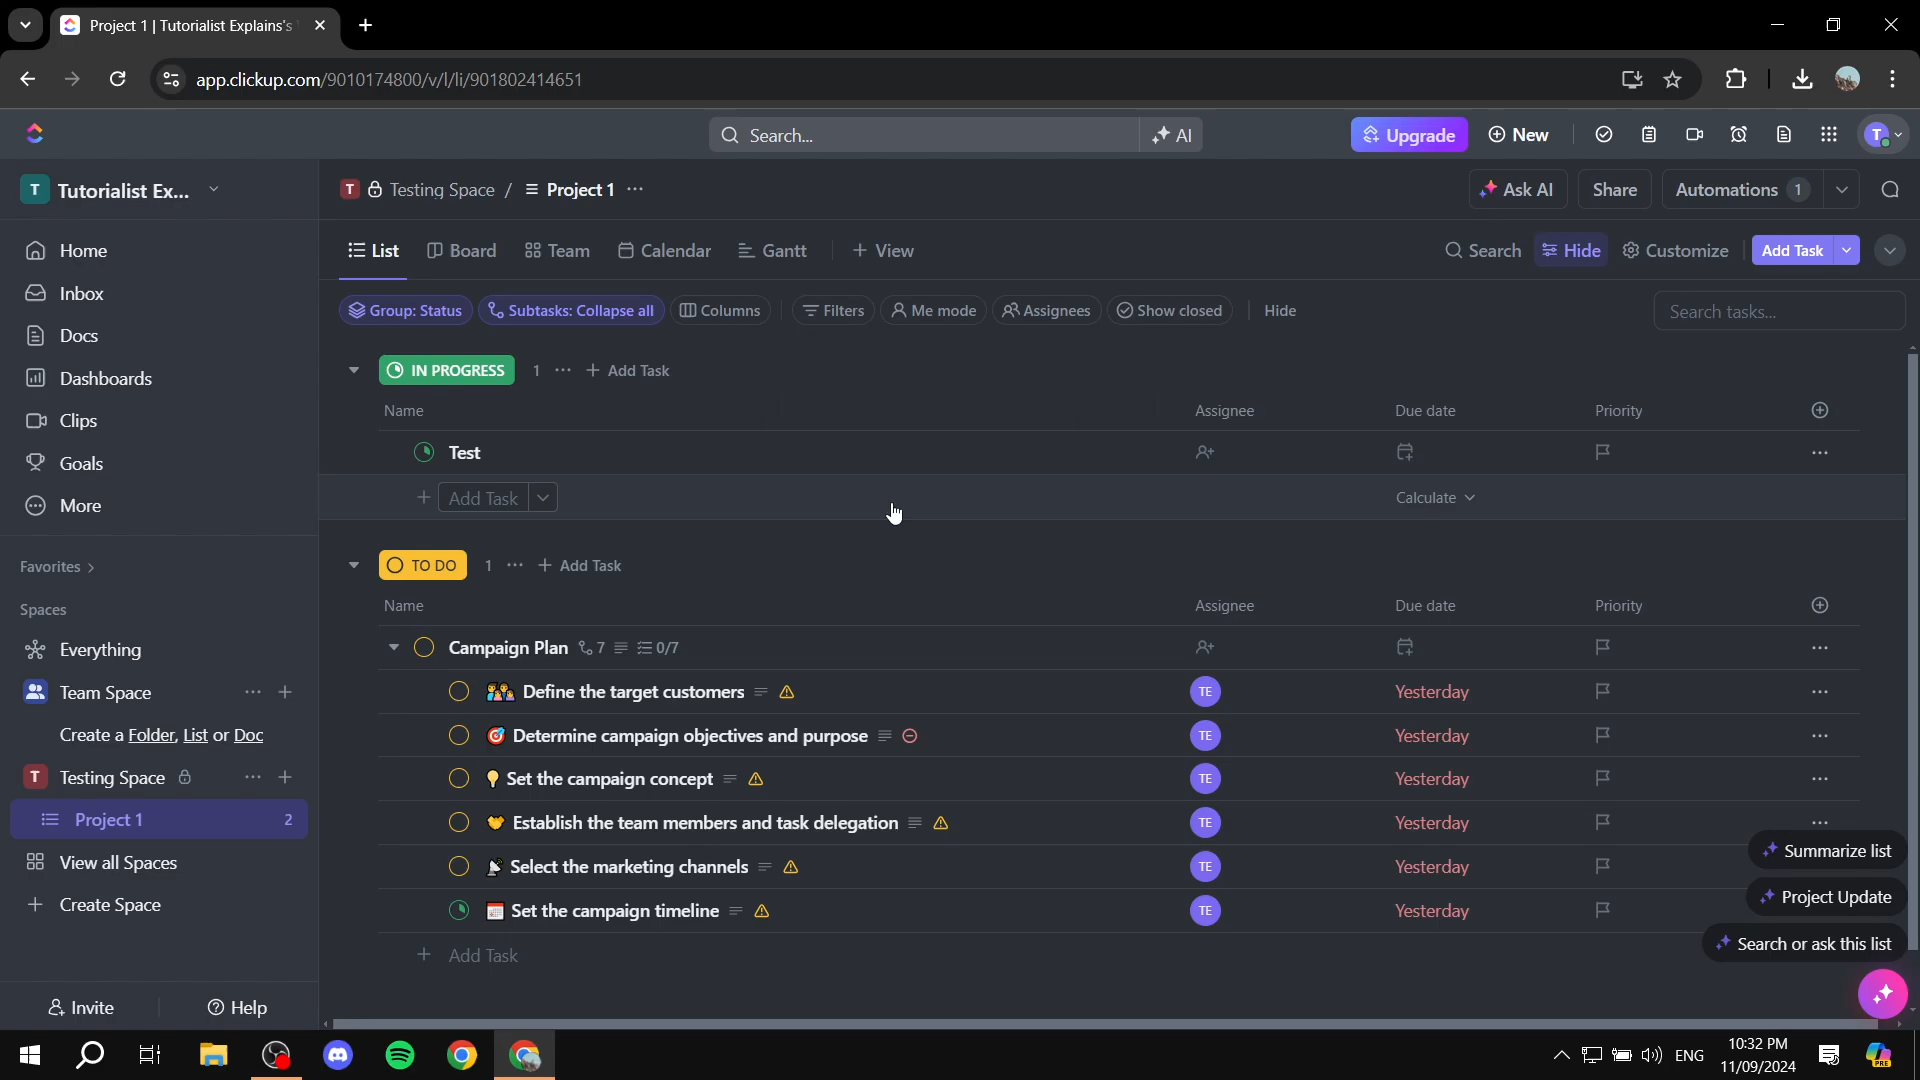 Project 1 | Tutorialist Explains's
app.clickup.com/9010174800/v/l/li/901802414651
Search... AI Upgrade New T
T Tutorialist Ex... T Testing Space / Project 1 ... Ask AI Share Automations 1
Home
Inbox
Docs
Dashboards
Clips
Goals
More
Favorites
Spaces
Everything
Team Space
Create a Folder, List or Doc
T Testing Space
Project 1 2
View all Spaces
Create Space
Invite Help
List Board Team Calendar Gantt + View Search Hide Customize Add Task
Group: Status Subtasks: Collapse all Columns Filters Me mode Assignees Show closed Hide Search tasks...
IN PROGRESS 1 ... + Add Task
Name Assignee Due date Priority
Test
+ Add Task Calculate
TO DO 1 ... + Add Task
Name Assignee Due date Priority
Campaign Plan 7 0/7
Define the target customers TE Yesterday
Determine campaign objectives and purpose TE Yesterday
Set the campaign concept TE Yesterday
Establish the team members and task delegation TE Yesterday
Select the marketing channels TE Yesterday
Set the campaign timeline TE Yesterday
+ Add Task
Summarize list
Project Update
Search or ask this list
ENG 10:32 PM
11/09/2024
PRE